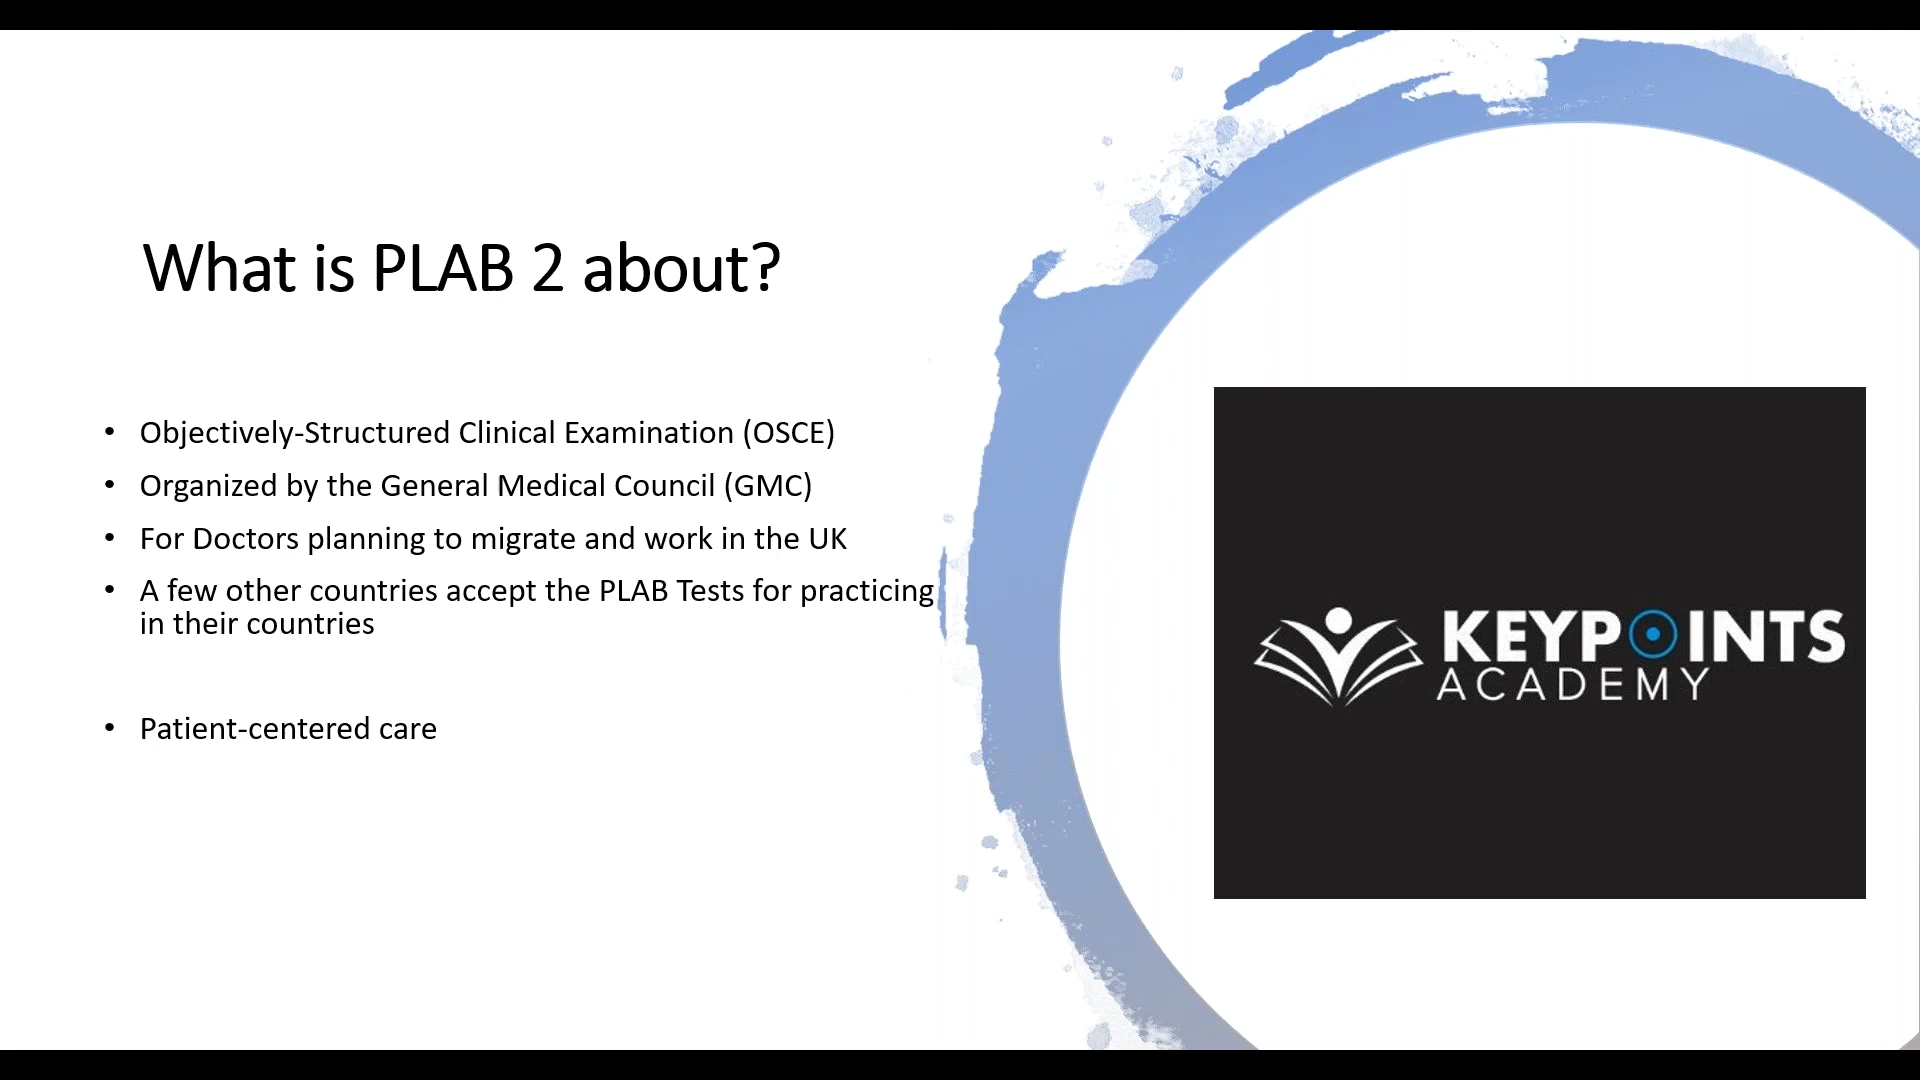 What is PLAB 2 about?
• Objectively-Structured Clinical Examination (OSCE)
• Organized by the General Medical Council (GMC)
• For Doctors planning to migrate and work in the UK
• A few other countries accept the PLAB Tests for practicing
in their countries
• Patient-centered care
KEYPOINTS
ACADEMY